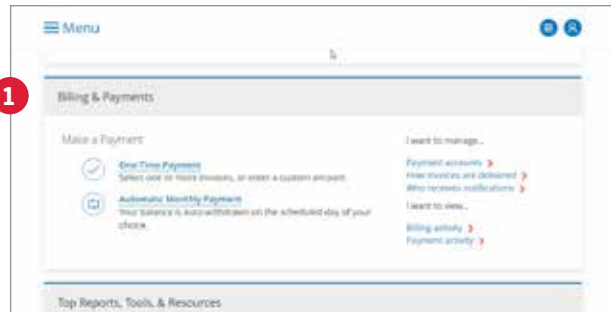 Menu
1
Billing & Payments
Make a Payment
One-Time Payment
Select one or more invoices, or enter a custom amount.
Automatic Monthly Payment
Your balance is auto-withdrawn on the scheduled day of your
choice.
I want to manage...
Payment accounts
How invoices are delivered
Who receives notifications
I want to view...
Billing activity
Payment activity
Top Reports, Tools, & Resources